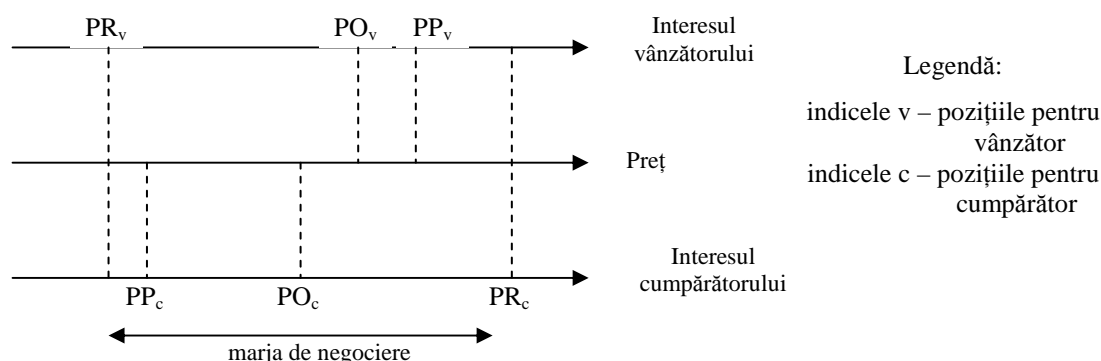 PRv
POv
PPv
Interesul
vânzătorului
Legendă:
indicele v – pozițiile pentru
vânzător
indicele c – pozițiile pentru
cumpărător
Preț
Interesul
cumpărătorului
PPc
POc
PRc
marja de negociere